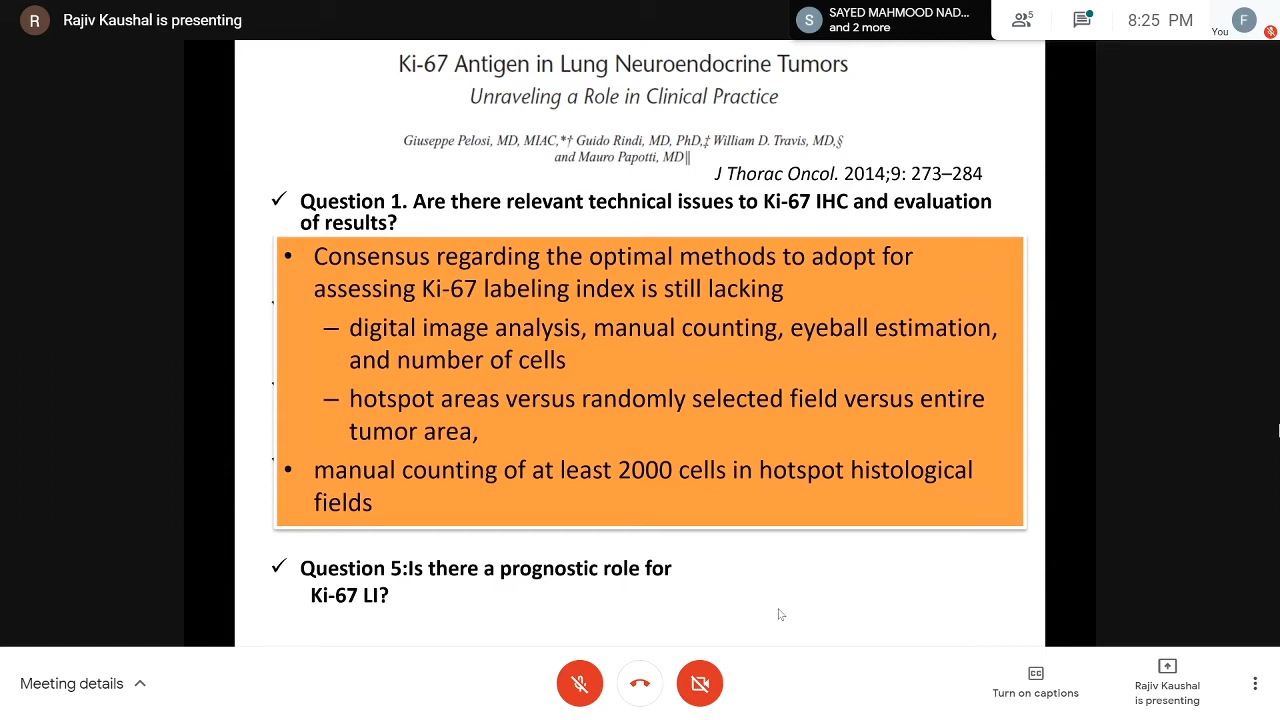 R Rajiv Kaushal is presenting
S SAYED MAHMOOD NAD...
and 2 more
5
8:25 PM
You F
Ki-67 Antigen in Lung Neuroendocrine Tumors
Unraveling a Role in Clinical Practice
Giuseppe Pelosi, MD, MIAC,*† Guido Rindi, MD, PhD,‡ William D. Travis, MD,§
and Mauro Papotti, MD||
J Thorac Oncol. 2014;9: 273–284
✓ Question 1. Are there relevant technical issues to Ki-67 IHC and evaluation
of results?
• Consensus regarding the optimal methods to adopt for
assessing Ki-67 labeling index is still lacking
– digital image analysis, manual counting, eyeball estimation,
and number of cells
– hotspot areas versus randomly selected field versus entire
tumor area,
• manual counting of at least 2000 cells in hotspot histological
fields
✓ Question 5:Is there a prognostic role for
Ki-67 LI?
Meeting details
CC
Turn on captions
Rajiv Kaushal
is presenting